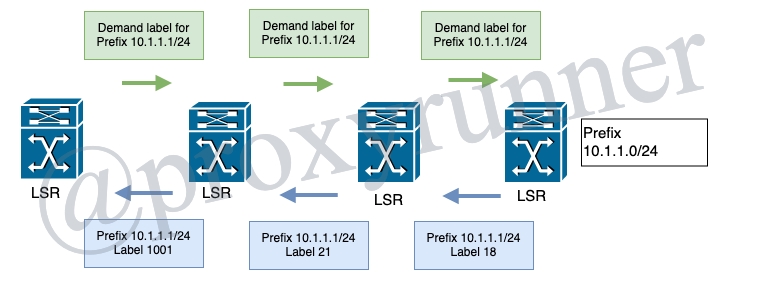 Demand label for
Prefix 10.1.1.1/24
Demand label for
Prefix 10.1.1.1/24
Demand label for
Prefix 10.1.1.1/24
Prefix
10.1.1.0/24
LSR
LSR
LSR
LSR
Prefix 10.1.1.1/24
Label 1001
Prefix 10.1.1.1/24
Label 21
Prefix 10.1.1.1/24
Label 18
@proxyrunner